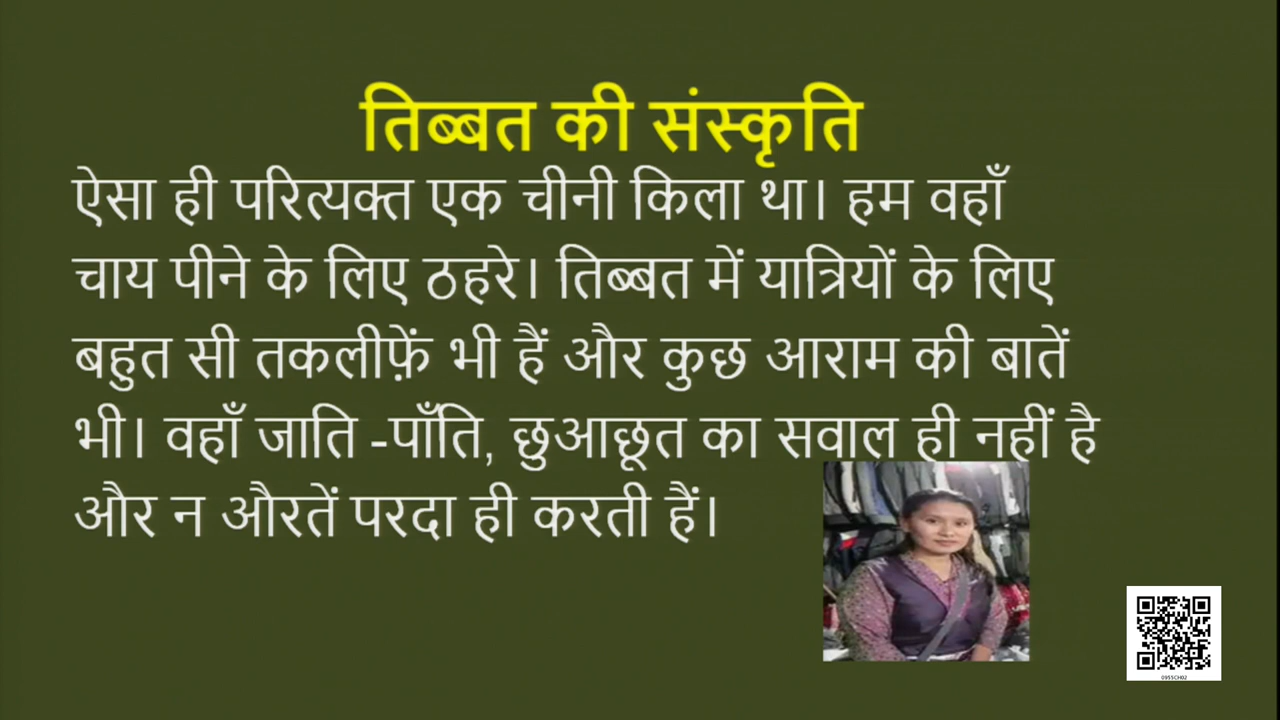 तिब्बत की संस्कृति
ऐसा ही परित्यक्त एक चीनी किला था। हम वहाँ
चाय पीने के लिए ठहरे। तिब्बत में यात्रियों के लिए
बहुत सी तकलीफ़ें भी हैं और कुछ आराम की बातें
भी। वहाँ जाति -पाँति, छुआछूत का सवाल ही नहीं है
और न औरतें परदा ही करती हैं।
0955CH02